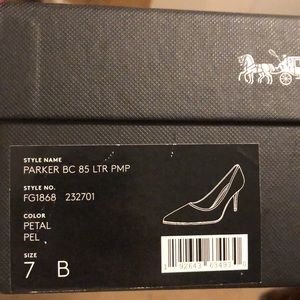 STYLE NAME
PARKER BC 85 LTR PMP
STYLE NO.
FG1868 232701
COLOR
PETAL
PEL
SIZE
7 B